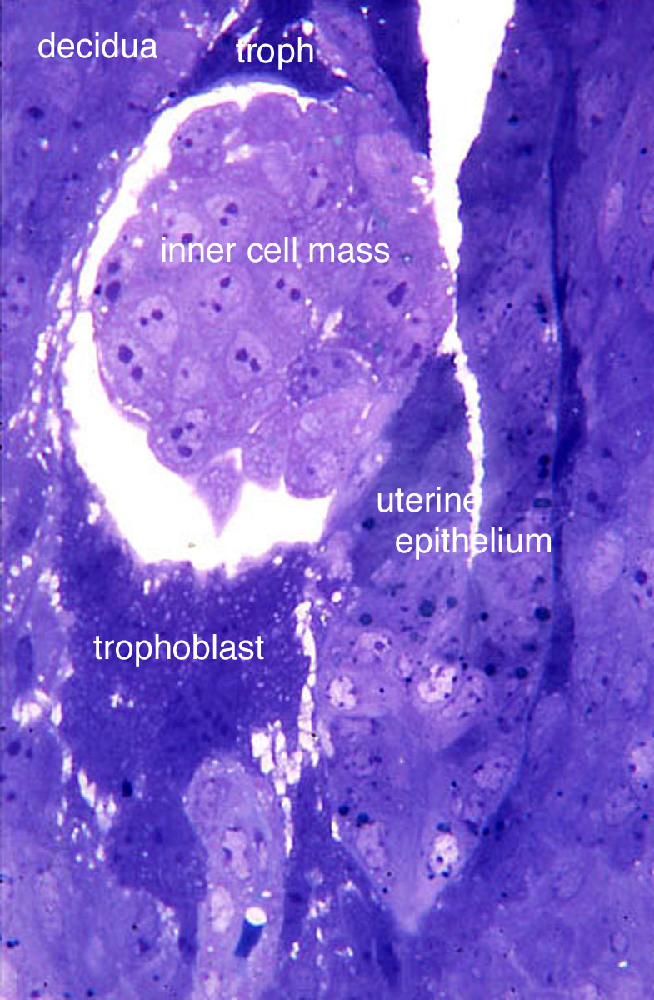 decidua
troph
inner cell mass
uterine
epithelium
trophoblast